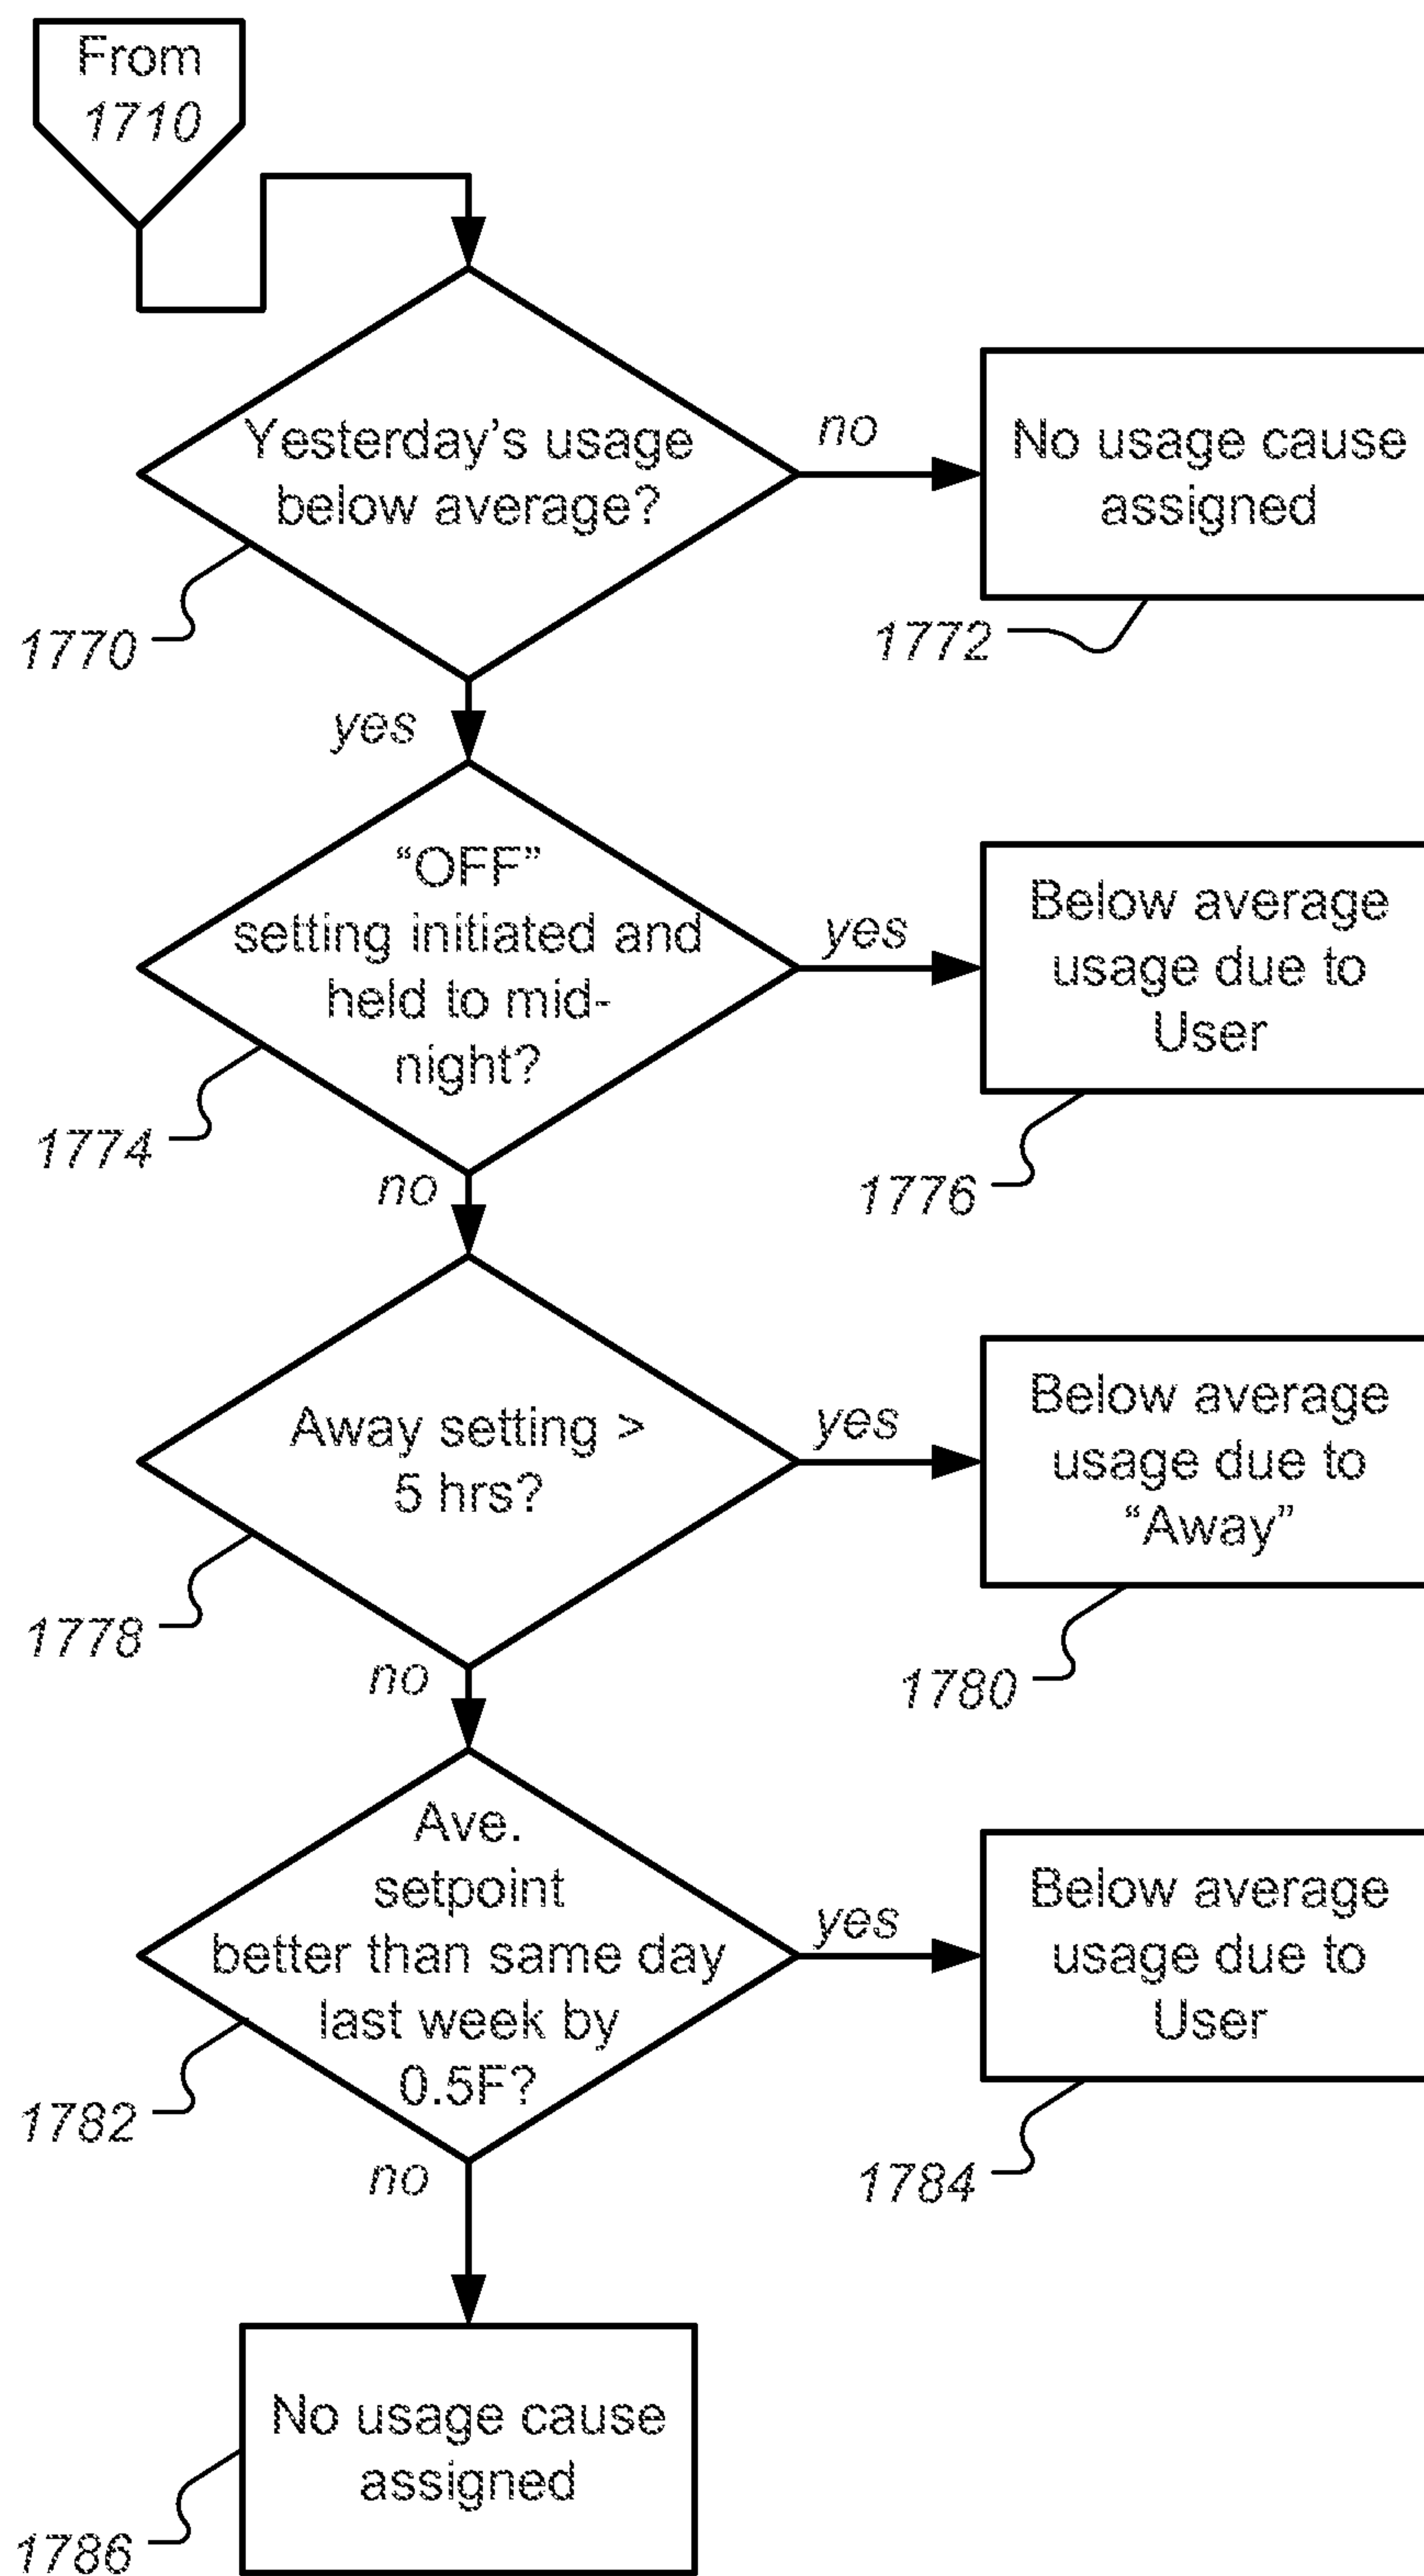 From
1710
Yesterday's usage
below average?
no
No usage cause
assigned
1770
1772
yes
“OFF”
setting initiated and
held to mid-
night?
yes
Below average
usage due to
User
1774
1776
no
Away setting >
5 hrs?
yes
Below average
usage due to
“Away”
1778
1780
no
Ave.
setpoint
better than same day
last week by
0.5F?
yes
Below average
usage due to
User
1782
1784
no
No usage cause
assigned
1786